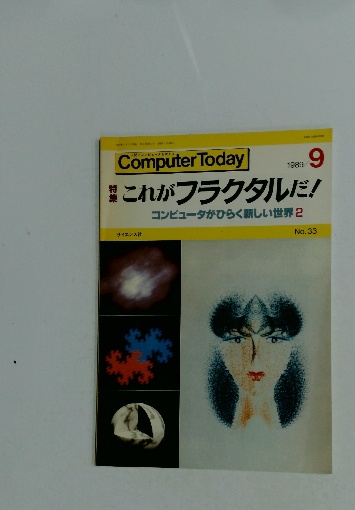 Computer Today
1989 9
特集 これがフラクタルだ!
コンピュータがひらく新しい世界 2
サイエンス社
No. 33